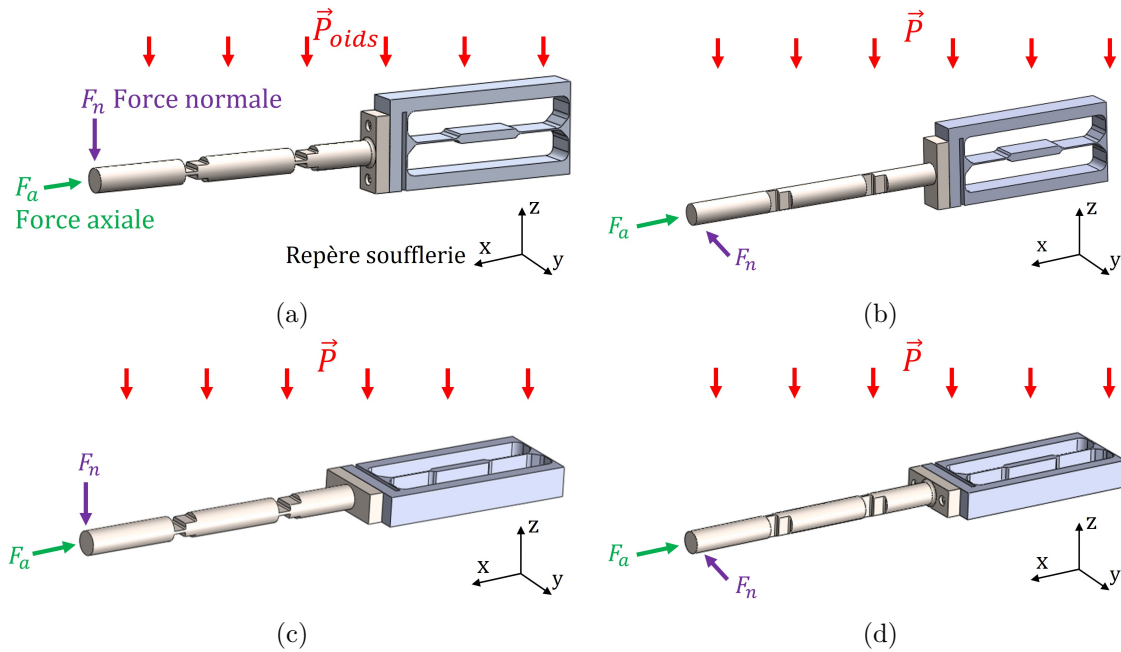 P⃗oids
Fn Force normale
Fa
Force axiale
Repère soufflerie
z
x
y
(a)
P⃗
Fa
Fn
z
x
y
(b)
P⃗
Fn
Fa
z
x
y
(c)
P⃗
Fa
Fn
z
x
y
(d)